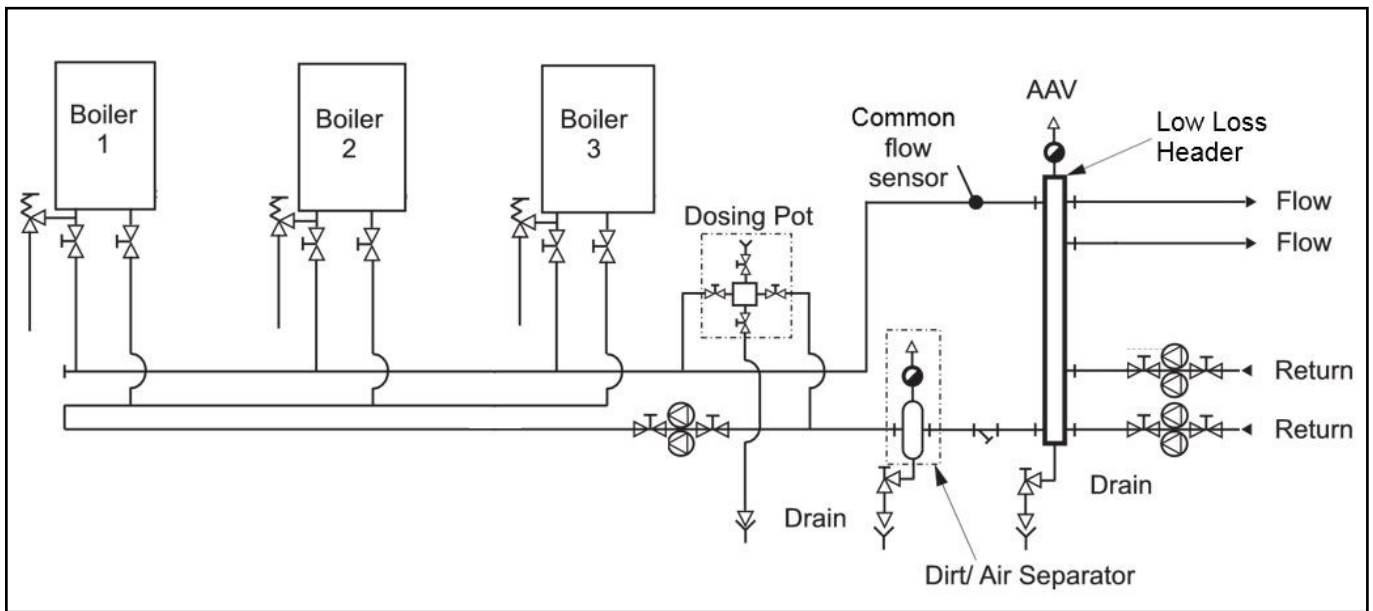 Boiler
1
Boiler
2
Boiler
3
Dosing Pot
Common
flow
sensor
AAV
Low Loss
Header
Flow
Flow
Return
Return
Drain
Drain
Dirt/ Air Separator